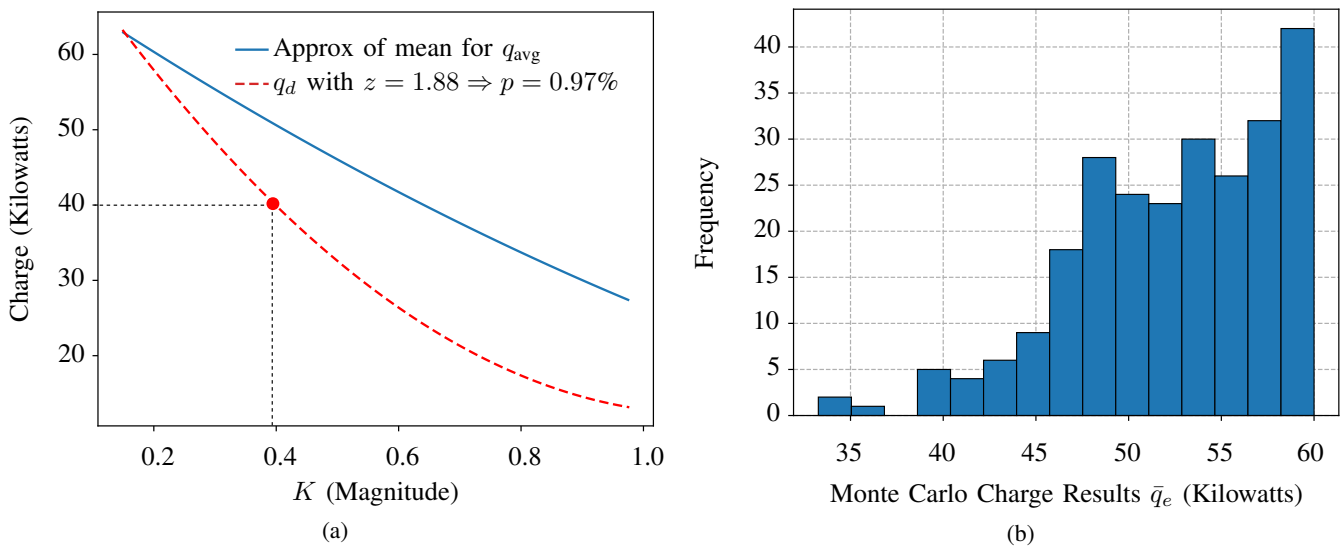 Approx of mean for q_avg
q_d with z = 1.88 ⇒ p = 0.97%
Charge (Kilowatts)
60
50
40
30
20
0.2 0.4 0.6 0.8 1.0
K (Magnitude)
(a)
Frequency
40
35
30
25
20
15
10
5
0
35 40 45 50 55 60
Monte Carlo Charge Results q̄_e (Kilowatts)
(b)